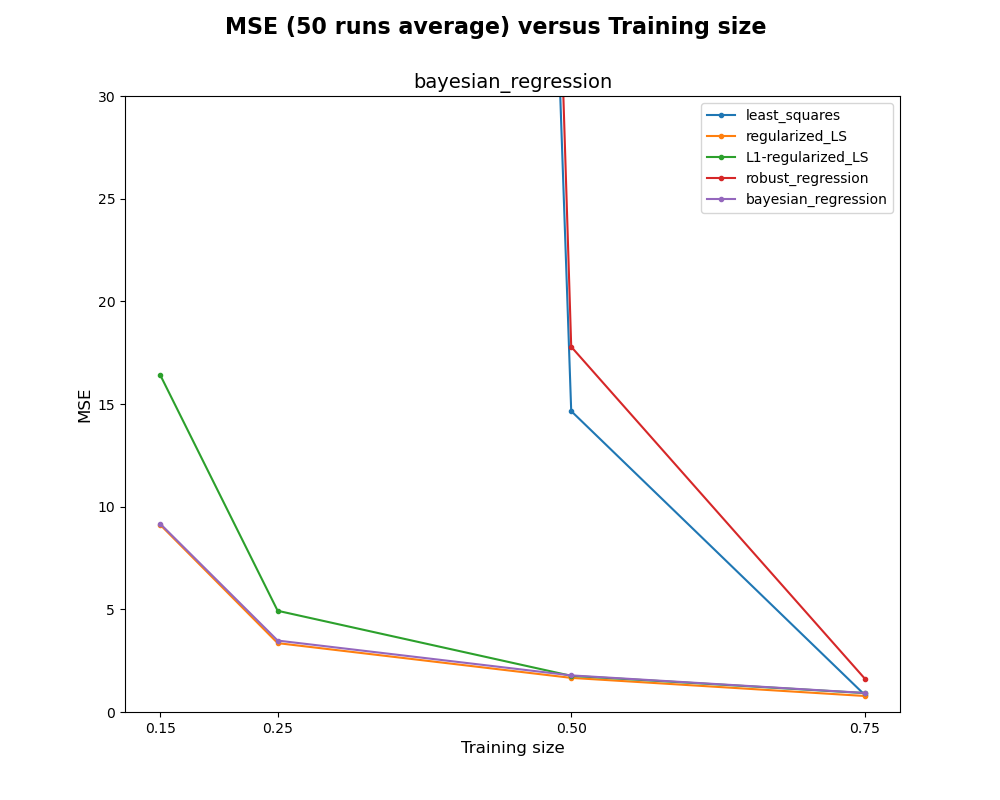 MSE (50 runs average) versus Training size
bayesian_regression
30
25
20
15
10
5
0
MSE
0.15
0.25
0.50
0.75
Training size
least_squares
regularized_LS
L1-regularized_LS
robust_regression
bayesian_regression